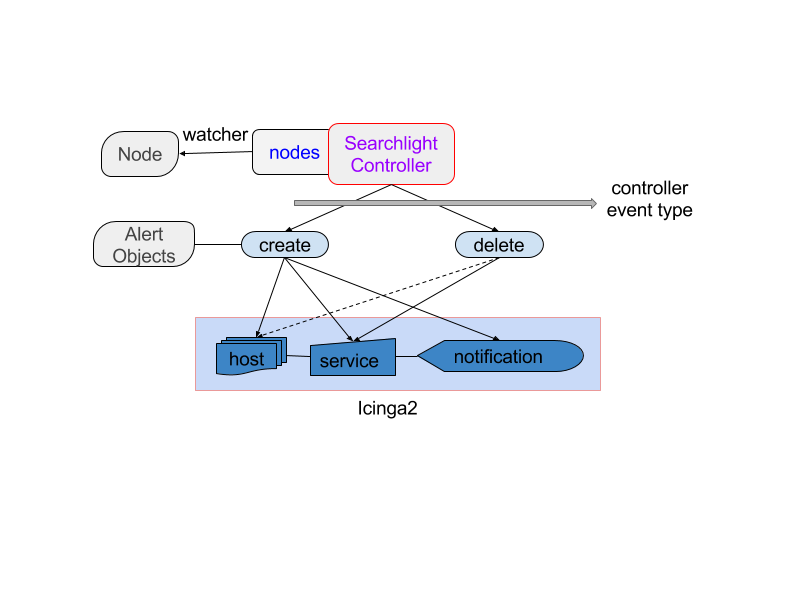 watcher
Node
nodes
Searchlight
Controller
controller
event type
Alert
Objects
create
delete
host
service
notification
Icinga2